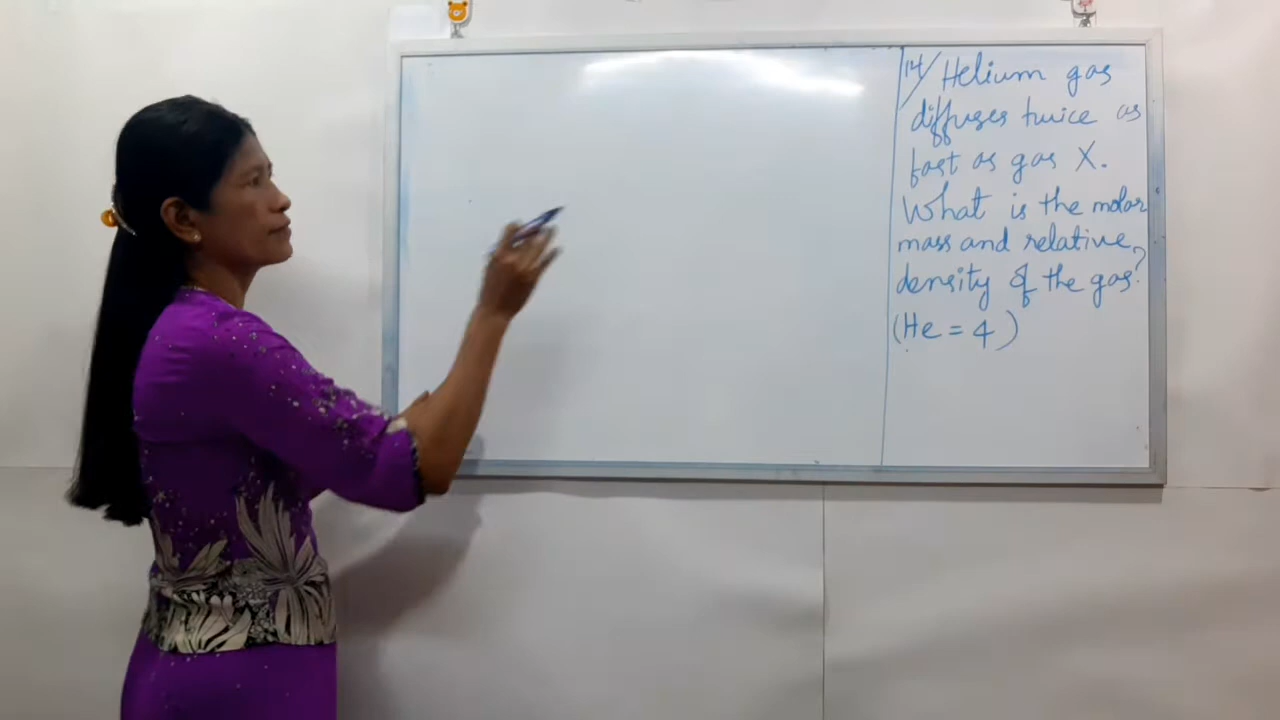 14/ Helium gas
diffuses twice as
fast as gas X.
What is the molar
mass and relative
density of the gas?
(He = 4)